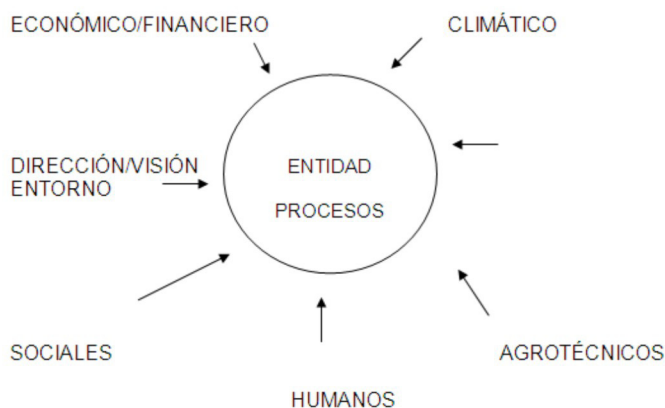 ECONÓMICO/FINANCIERO
CLIMÁTICO
DIRECCIÓN/VISIÓN
ENTORNO
ENTIDAD
PROCESOS
SOCIALES
AGROTÉCNICOS
HUMANOS